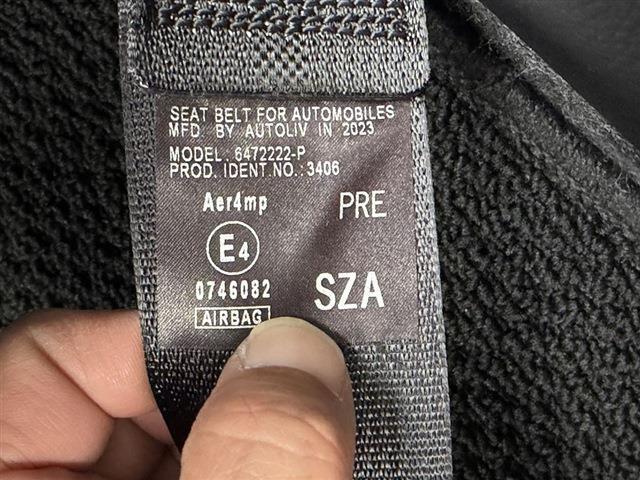 SEAT BELT FOR AUTOMOBILES
MFD BY AUTOLIV IN 2023
MODEL: 6472222-P
PROD. IDENT.NO.:3406
Aer4mp PRE
E4
0746082 SZA
AIRBAG